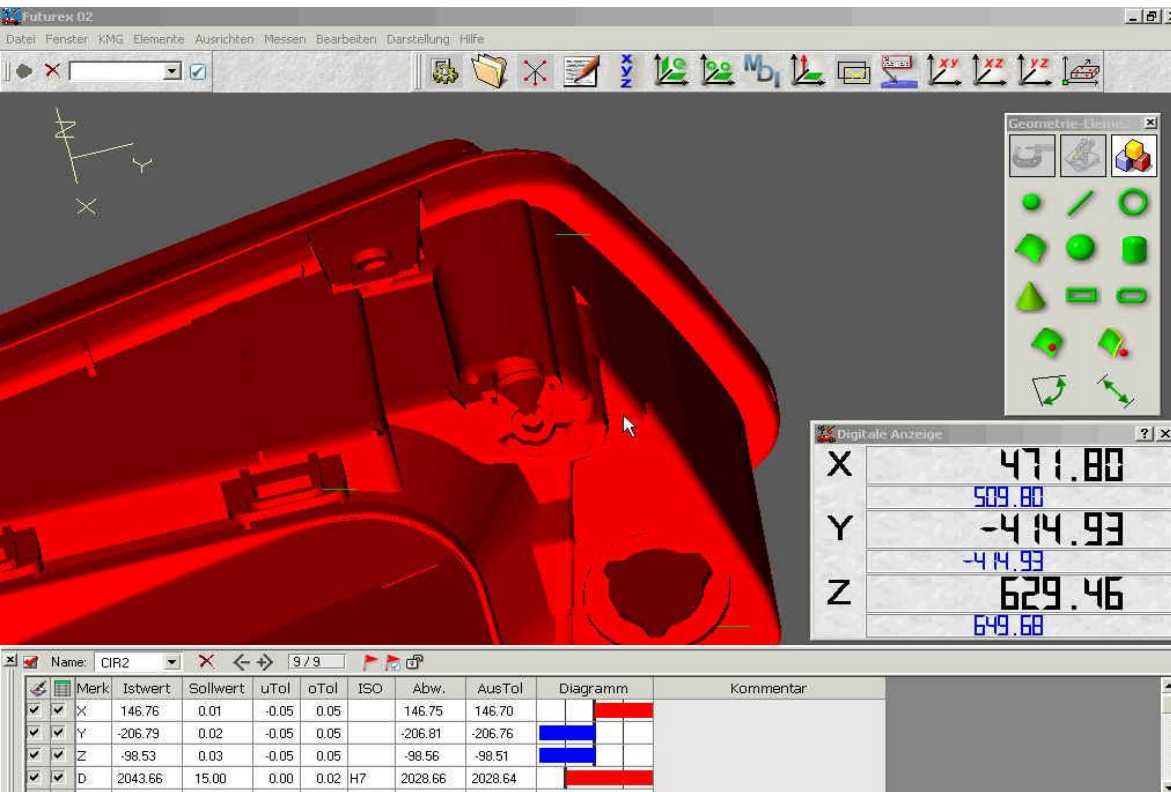 Futurex 02
Datei Fenster KMG Elemente Ausrichten Messen Bearbeiten Darstellung Hilfe
X Y Z MDI XY XZ YZ
Z
Y
X
Geometrie-Eleme...
Digitale Anzeige
X 471.80
509.80
Y -414.93
-414.93
Z 629.46
649.68
Name: CIR2 9/9
Merk Istwert Sollwert uTol oTol ISO Abw. AusTol Diagramm Kommentar
X 146.76 0.01 -0.05 0.05 146.75 146.70
Y -206.79 0.02 -0.05 0.05 -206.81 -206.76
Z -98.53 0.03 -0.05 0.05 -98.56 -98.51
D 2043.66 15.00 0.00 0.02 H7 2028.66 2028.64